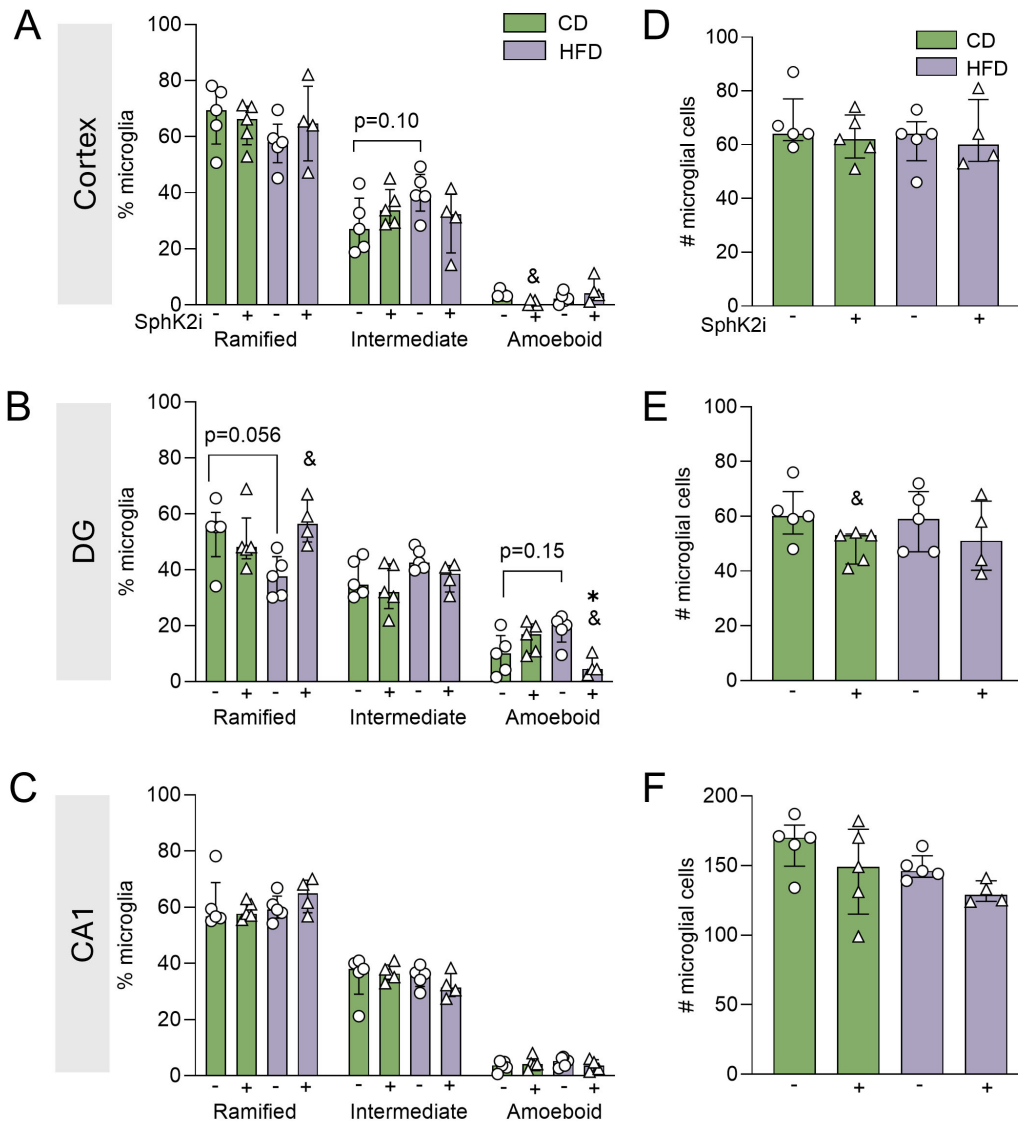 A
Cortex
% microglia
100
80
60
40
20
0
CD
HFD
p=0.10
&
SphK2i - + - + - + - + - + - +
Ramified Intermediate Amoeboid
D
# microglial cells
100
80
60
40
20
0
CD
HFD
SphK2i - + - +
B
DG
% microglia
100
80
60
40
20
0
p=0.056
&
p=0.15
*
&
- + - + - + - + - + - +
Ramified Intermediate Amoeboid
E
# microglial cells
100
80
60
40
20
0
&
- + - +
C
CA1
% microglia
100
80
60
40
20
0
- + - + - + - + - + - +
Ramified Intermediate Amoeboid
F
# microglial cells
200
150
100
50
0
- + - +